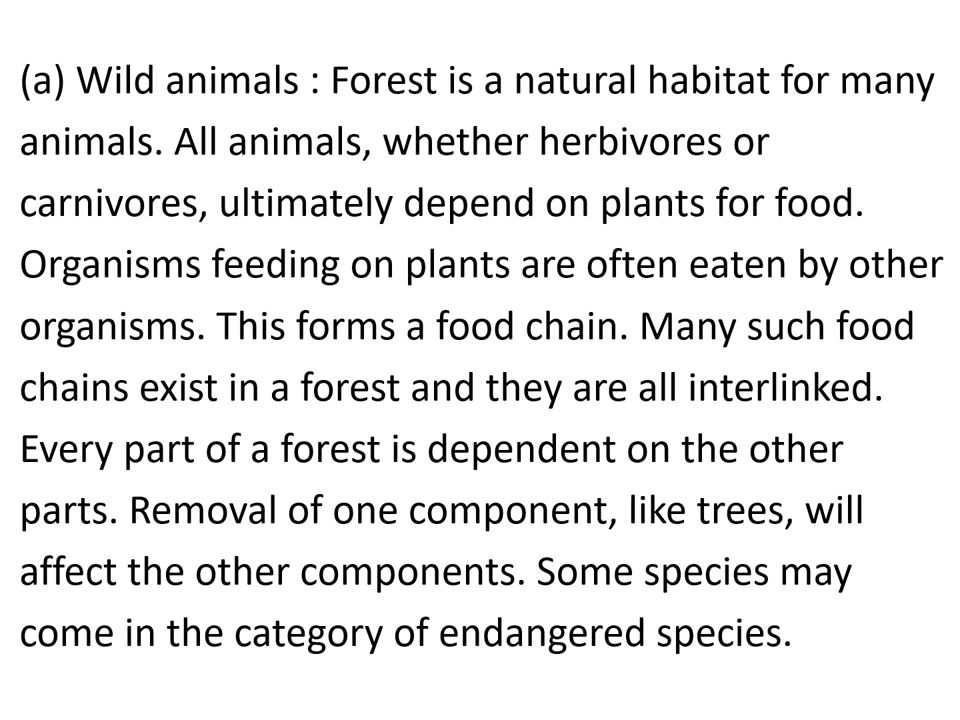 (a) Wild animals : Forest is a natural habitat for many
animals. All animals, whether herbivores or
carnivores, ultimately depend on plants for food.
Organisms feeding on plants are often eaten by other
organisms. This forms a food chain. Many such food
chains exist in a forest and they are all interlinked.
Every part of a forest is dependent on the other
parts. Removal of one component, like trees, will
affect the other components. Some species may
come in the category of endangered species.